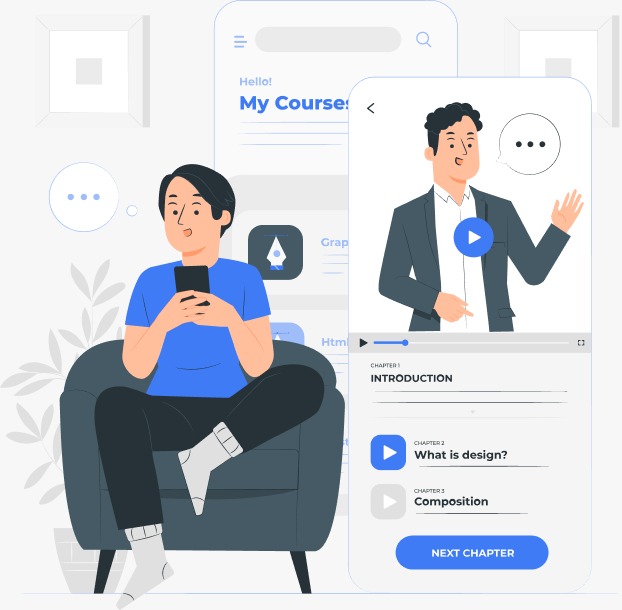 Hello!
My Courses
Grap
Html
CHAPTER 1
INTRODUCTION
CHAPTER 2
What is design?
CHAPTER 3
Composition
NEXT CHAPTER